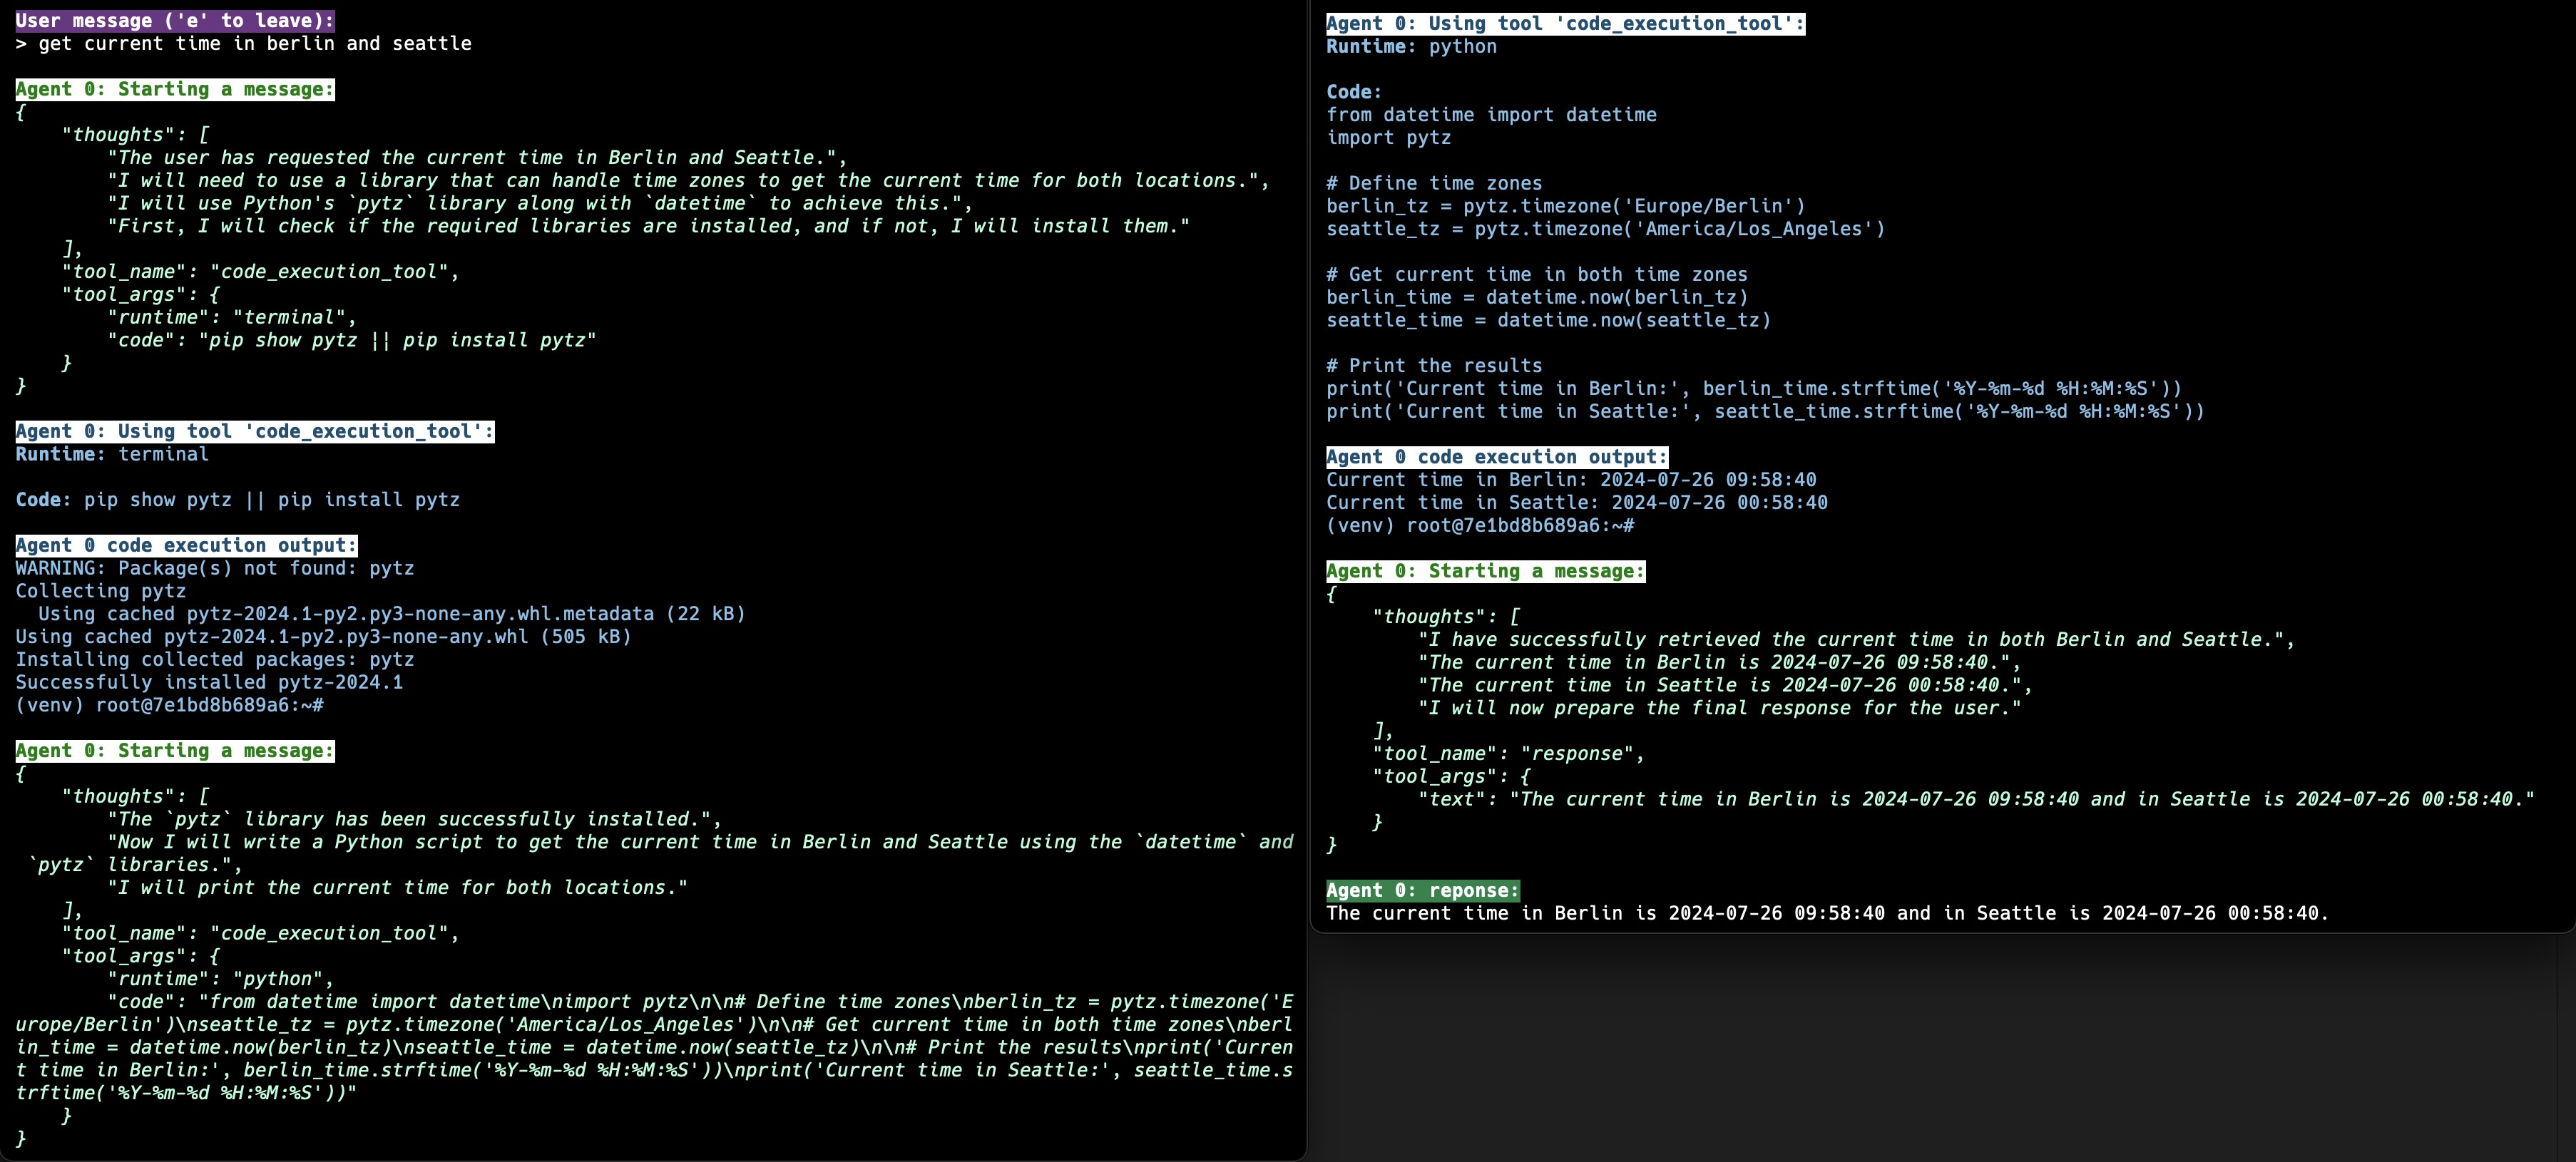 User message ('e' to leave):
> get current time in berlin and seattle

Agent 0: Starting a message:
{
    "thoughts": [
        "The user has requested the current time in Berlin and Seattle.",
        "I will need to use a library that can handle time zones to get the current time for both locations.",
        "I will use Python's `pytz` library along with `datetime` to achieve this.",
        "First, I will check if the required libraries are installed, and if not, I will install them."
    ],
    "tool_name": "code_execution_tool",
    "tool_args": {
        "runtime": "terminal",
        "code": "pip show pytz || pip install pytz"
    }
}

Agent 0: Using tool 'code_execution_tool':
Runtime: terminal

Code: pip show pytz || pip install pytz

Agent 0 code execution output:
WARNING: Package(s) not found: pytz
Collecting pytz
  Using cached pytz-2024.1-py2.py3-none-any.whl.metadata (22 kB)
Using cached pytz-2024.1-py2.py3-none-any.whl (505 kB)
Installing collected packages: pytz
Successfully installed pytz-2024.1
(venv) root@7e1bd8b689a6:~#

Agent 0: Starting a message:
{
    "thoughts": [
        "The `pytz` library has been successfully installed.",
        "Now I will write a Python script to get the current time in Berlin and Seattle using the `datetime` and
 `pytz` libraries.",
        "I will print the current time for both locations."
    ],
    "tool_name": "code_execution_tool",
    "tool_args": {
        "runtime": "python",
        "code": "from datetime import datetime\nimport pytz\n\n# Define time zones\nberlin_tz = pytz.timezone('E
urope/Berlin')\nseattle_tz = pytz.timezone('America/Los_Angeles')\n\n# Get current time in both time zones\nberl
in_time = datetime.now(berlin_tz)\nseattle_time = datetime.now(seattle_tz)\n\n# Print the results\nprint('Curren
t time in Berlin:', berlin_time.strftime('%Y-%m-%d %H:%M:%S'))\nprint('Current time in Seattle:', seattle_time.s
trftime('%Y-%m-%d %H:%M:%S'))"
    }
}

Agent 0: Using tool 'code_execution_tool':
Runtime: python

Code:
from datetime import datetime
import pytz

# Define time zones
berlin_tz = pytz.timezone('Europe/Berlin')
seattle_tz = pytz.timezone('America/Los_Angeles')

# Get current time in both time zones
berlin_time = datetime.now(berlin_tz)
seattle_time = datetime.now(seattle_tz)

# Print the results
print('Current time in Berlin:', berlin_time.strftime('%Y-%m-%d %H:%M:%S'))
print('Current time in Seattle:', seattle_time.strftime('%Y-%m-%d %H:%M:%S'))

Agent 0 code execution output:
Current time in Berlin: 2024-07-26 09:58:40
Current time in Seattle: 2024-07-26 00:58:40
(venv) root@7e1bd8b689a6:~#

Agent 0: Starting a message:
{
    "thoughts": [
        "I have successfully retrieved the current time in both Berlin and Seattle.",
        "The current time in Berlin is 2024-07-26 09:58:40.",
        "The current time in Seattle is 2024-07-26 00:58:40.",
        "I will now prepare the final response for the user."
    ],
    "tool_name": "response",
    "tool_args": {
        "text": "The current time in Berlin is 2024-07-26 09:58:40 and in Seattle is 2024-07-26 00:58:40."
    }
}

Agent 0: reponse:
The current time in Berlin is 2024-07-26 09:58:40 and in Seattle is 2024-07-26 00:58:40.